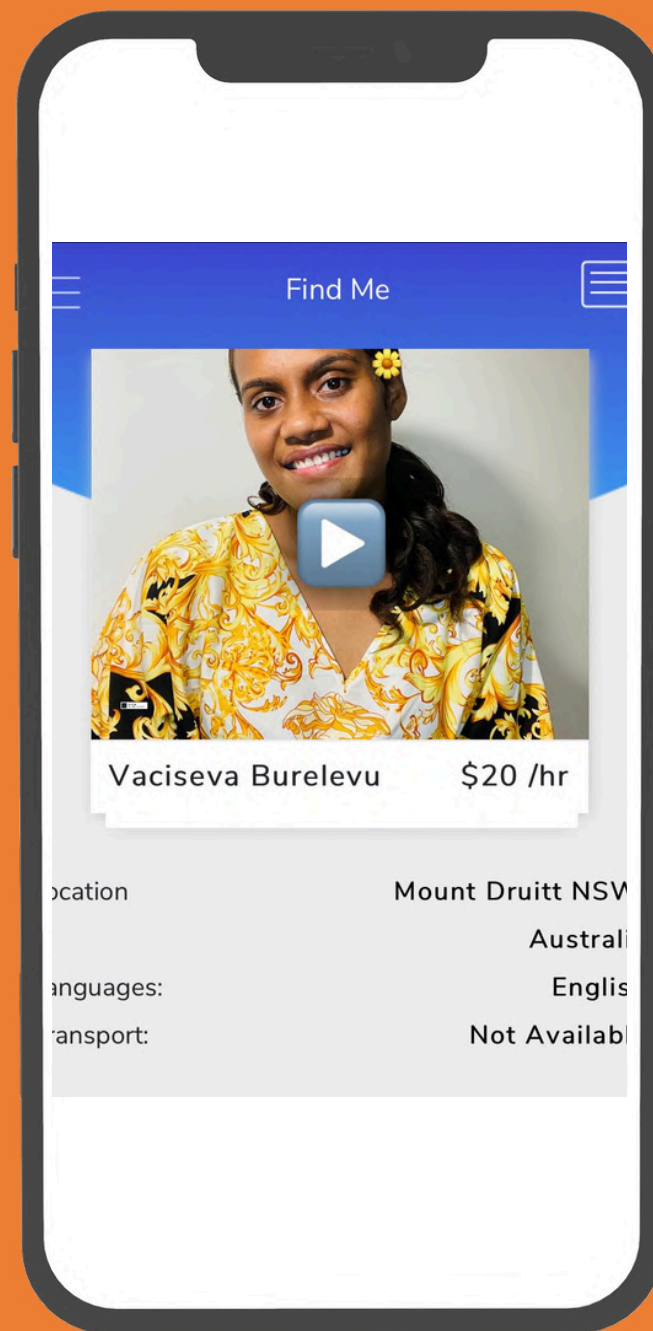 Find Me
Vaciseva Burelevu $20 /hr
ocation Mount Druitt NSW
Australi
anguages: Englis
ransport: Not Availabl